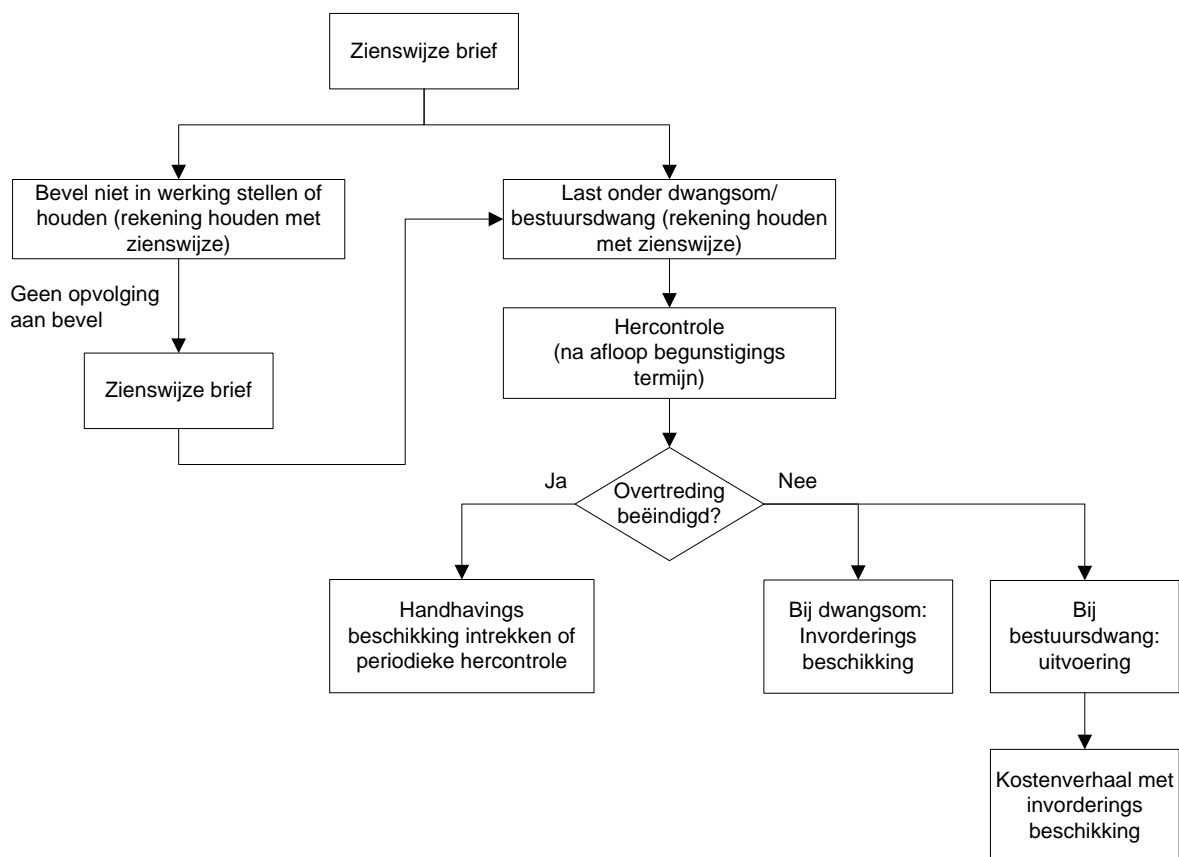 Zienswijze brief
Bevel niet in werking stellen of
houden (rekening houden met
zienswijze)
Last onder dwangsom/
bestuursdwang (rekening houden
met zienswijze)
Geen opvolging
aan bevel
Hercontrole
(na afloop begunstigings
termijn)
Zienswijze brief
Ja
Overtreding
beëindigd?
Nee
Handhavings
beschikking intrekken of
periodieke hercontrole
Bij dwangsom:
Invorderings
beschikking
Bij
bestuursdwang:
uitvoering
Kostenverhaal met
invorderings
beschikking